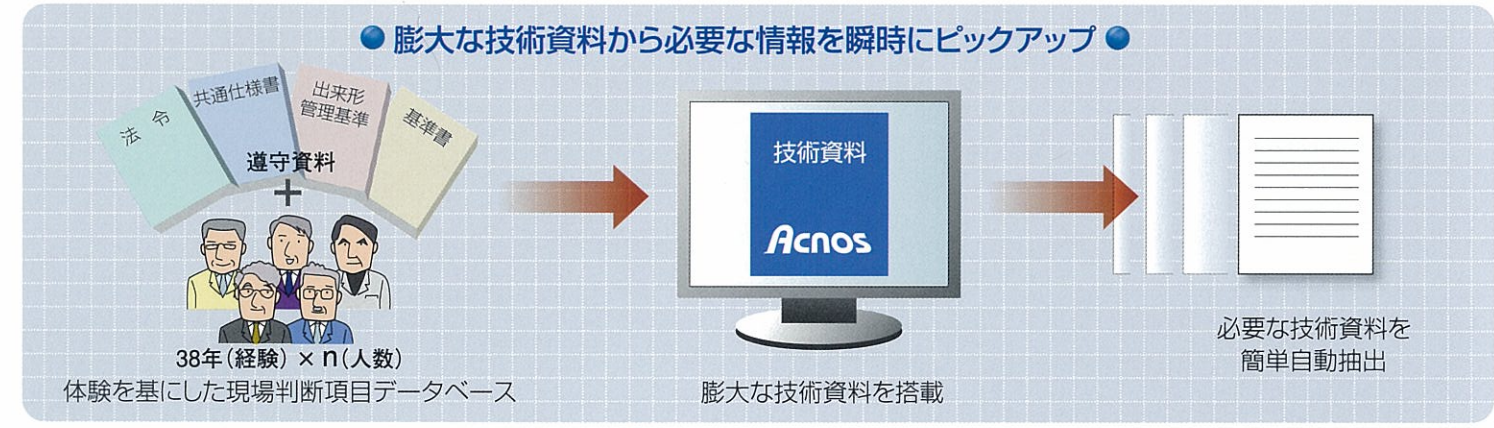 膨大な技術資料から必要な情報を瞬時にピックアップ
法令
共通仕様書
出来形
管理基準
基準書
遵守資料
+
38年(経験)×n(人数)
体験を基にした現場判断項目データベース
技術資料
Acnos
膨大な技術資料を搭載
必要な技術資料を
簡単自動抽出